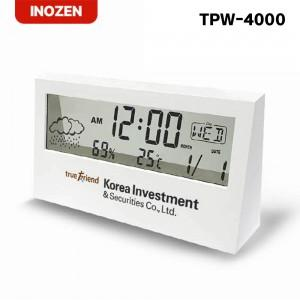 INOZEN
TPW-4000
AM 12:00 WED
69% 25℃ MONTH DATE 1/1
true Friend Korea Investment
& Securities Co., Ltd.